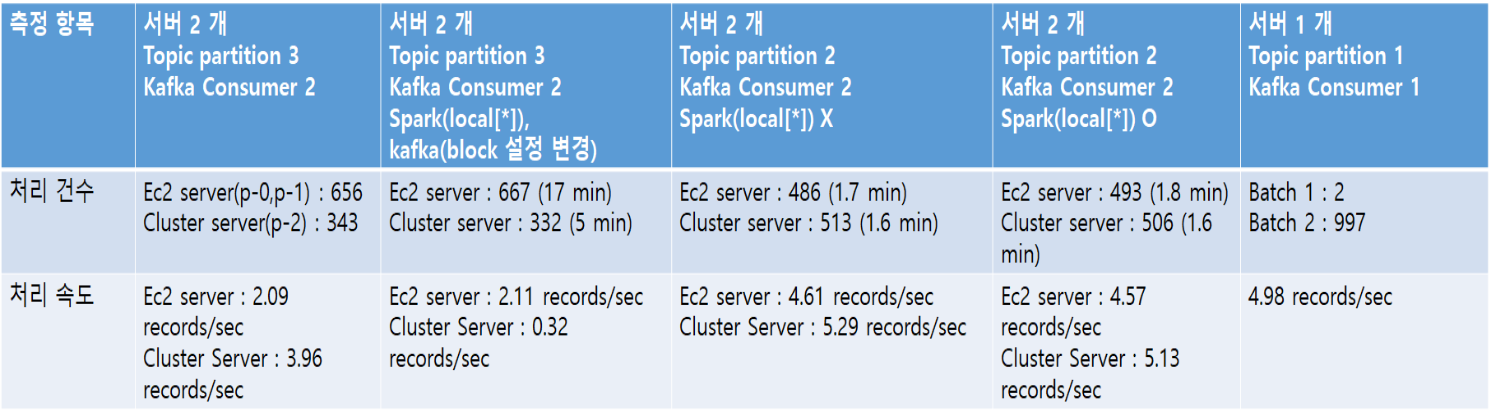 측정 항목
서버 2 개
Topic partition 3
Kafka Consumer 2
서버 2 개
Topic partition 3
Kafka Consumer 2
Spark(local[*]),
kafka(block 설정 변경)
서버 2 개
Topic partition 2
Kafka Consumer 2
Spark(local[*]) X
서버 2 개
Topic partition 2
Kafka Consumer 2
Spark(local[*]) O
서버 1 개
Topic partition 1
Kafka Consumer 1
처리 건수
Ec2 server(p-0,p-1) : 656
Cluster server(p-2) : 343
Ec2 server : 667 (17 min)
Cluster server : 332 (5 min)
Ec2 server : 486 (1.7 min)
Cluster server : 513 (1.6 min)
Ec2 server : 493 (1.8 min)
Cluster server : 506 (1.6
min)
Batch 1 : 2
Batch 2 : 997
처리 속도
Ec2 server : 2.09
records/sec
Cluster Server : 3.96
records/sec
Ec2 server : 2.11 records/sec
Cluster Server : 0.32
records/sec
Ec2 server : 4.61 records/sec
Cluster Server : 5.29 records/sec
Ec2 server : 4.57
records/sec
Cluster Server : 5.13
records/sec
4.98 records/sec